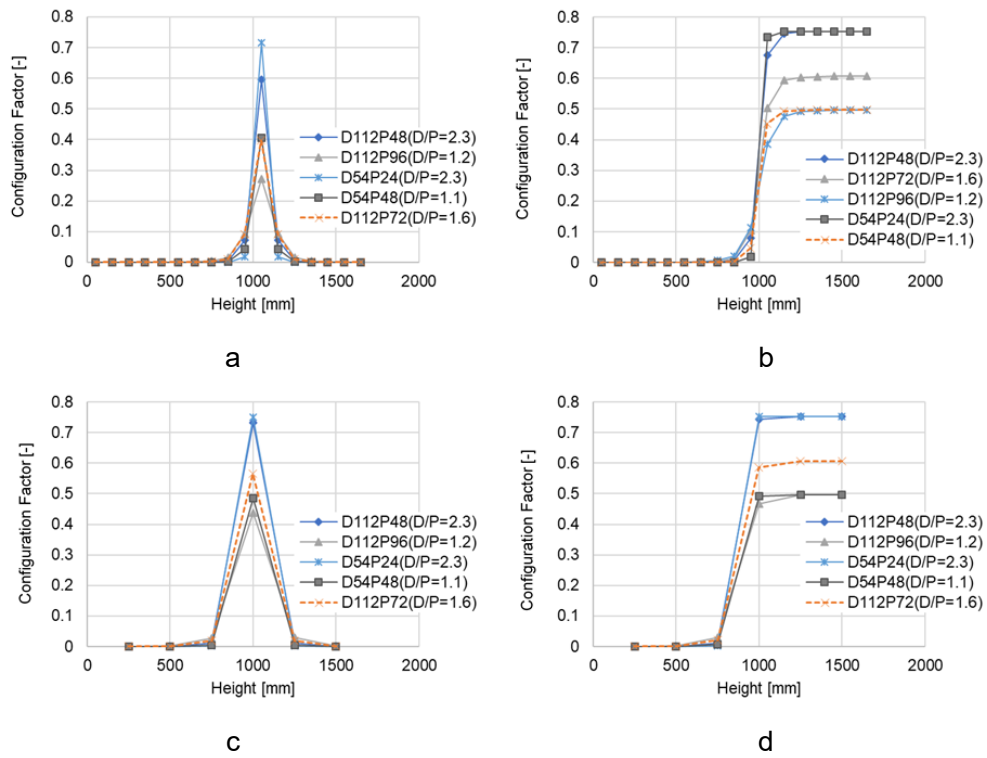 Configuration Factor [-]
0.8
0.7
0.6
0.5
0.4
0.3
0.2
0.1
0
0 500 1000 1500 2000
Height [mm]
D112P48(D/P=2.3)
D112P96(D/P=1.2)
D54P24(D/P=2.3)
D54P48(D/P=1.1)
D112P72(D/P=1.6)
a
Configuration Factor [-]
0.8
0.7
0.6
0.5
0.4
0.3
0.2
0.1
0
0 500 1000 1500 2000
Height [mm]
D112P48(D/P=2.3)
D112P72(D/P=1.6)
D112P96(D/P=1.2)
D54P24(D/P=2.3)
D54P48(D/P=1.1)
b
Configuration Factor [-]
0.8
0.7
0.6
0.5
0.4
0.3
0.2
0.1
0
0 500 1000 1500 2000
Height [mm]
D112P48(D/P=2.3)
D112P96(D/P=1.2)
D54P24(D/P=2.3)
D54P48(D/P=1.1)
D112P72(D/P=1.6)
c
Configuration Factor [-]
0.8
0.7
0.6
0.5
0.4
0.3
0.2
0.1
0
0 500 1000 1500 2000
Height [mm]
D112P48(D/P=2.3)
D112P96(D/P=1.2)
D54P24(D/P=2.3)
D54P48(D/P=1.1)
D112P72(D/P=1.6)
d